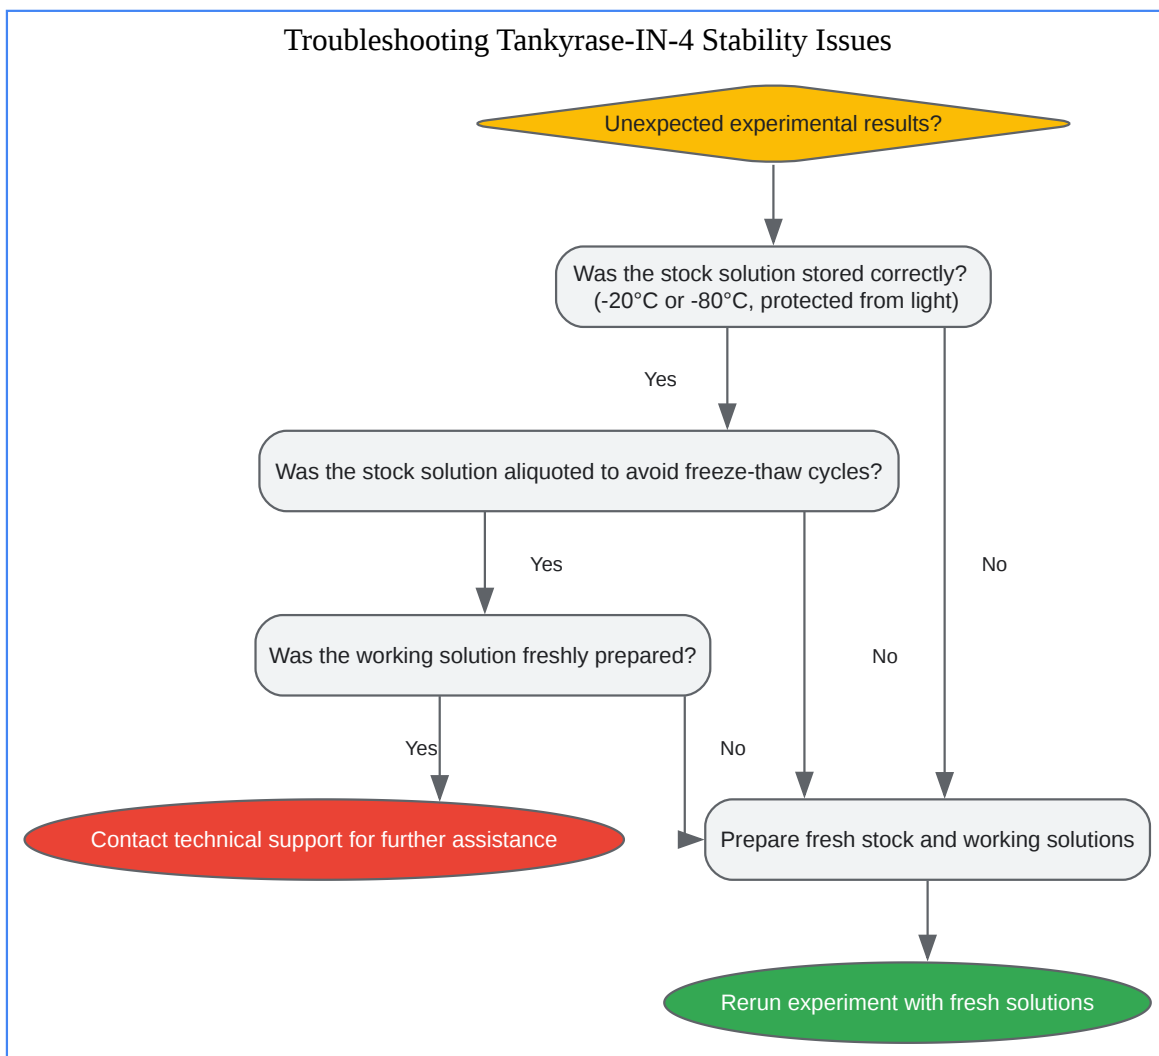 Troubleshooting Tankyrase-IN-4 Stability Issues
Unexpected experimental results?
Was the stock solution stored correctly?
(-20°C or -80°C, protected from light)
Yes
Was the stock solution aliquoted to avoid freeze-thaw cycles?
Yes
No
Was the working solution freshly prepared?
No
Yes
No
Contact technical support for further assistance
Prepare fresh stock and working solutions
Rerun experiment with fresh solutions